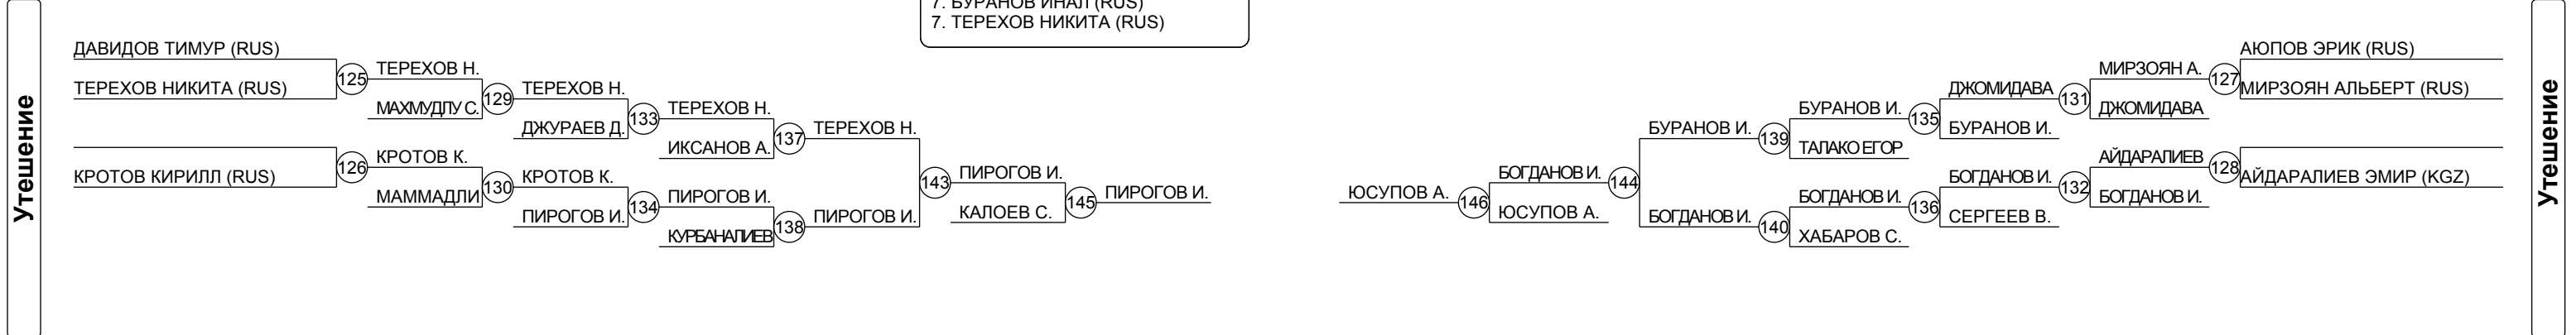 7. БУРАНОВ ИНАЛ (RUS)
7. ТЕРЕХОВ НИКИТА (RUS)
Утешение
ДАВИДОВ ТИМУР (RUS)
ТЕРЕХОВ НИКИТА (RUS)
КРОТОВ КИРИЛЛ (RUS)
125
126
ТЕРЕХОВ Н.
МАХМУДЛУ С.
КРОТОВ К.
МАММАДЛИ
129
130
ТЕРЕХОВ Н.
ДЖУРАЕВ Д.
КРОТОВ К.
ПИРОГОВ И.
133
134
ТЕРЕХОВ Н.
ИКСАНОВ А.
ПИРОГОВ И.
КУРБАНАЛИЕВ
137
138
ТЕРЕХОВ Н.
ПИРОГОВ И.
143
ПИРОГОВ И.
КАЛОЕВ С.
145
ПИРОГОВ И.
ЮСУПОВ А.
146
БОГДАНОВ И.
ЮСУПОВ А.
144
БУРАНОВ И.
БОГДАНОВ И.
139
140
БУРАНОВ И.
ТАЛАКО ЕГОР
БОГДАНОВ И.
ХАБАРОВ С.
135
136
ДЖОМИДАВА
БУРАНОВ И.
БОГДАНОВ И.
СЕРГЕЕВ В.
131
132
МИРЗОЯН А.
ДЖОМИДАВА
АЙДАРАЛИЕВ
БОГДАНОВ И.
127
128
АЮПОВ ЭРИК (RUS)
МИРЗОЯН АЛЬБЕРТ (RUS)
АЙДАРАЛИЕВ ЭМИР (KGZ)
Утешение